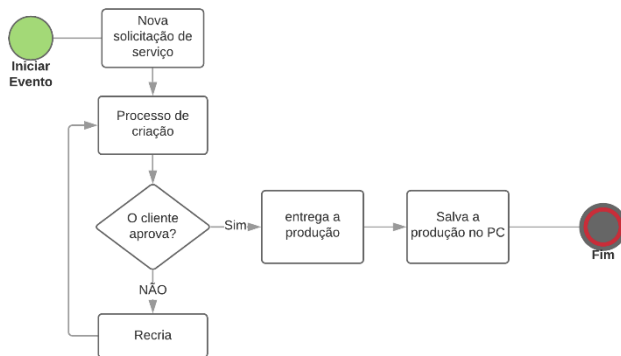 Nova
solicitação de
serviço
Iniciar
Evento
Processo de
criação
O cliente
aprova?
Sim
entrega a
produção
Salva a
produção no PC
Fim
NÃO
Recria